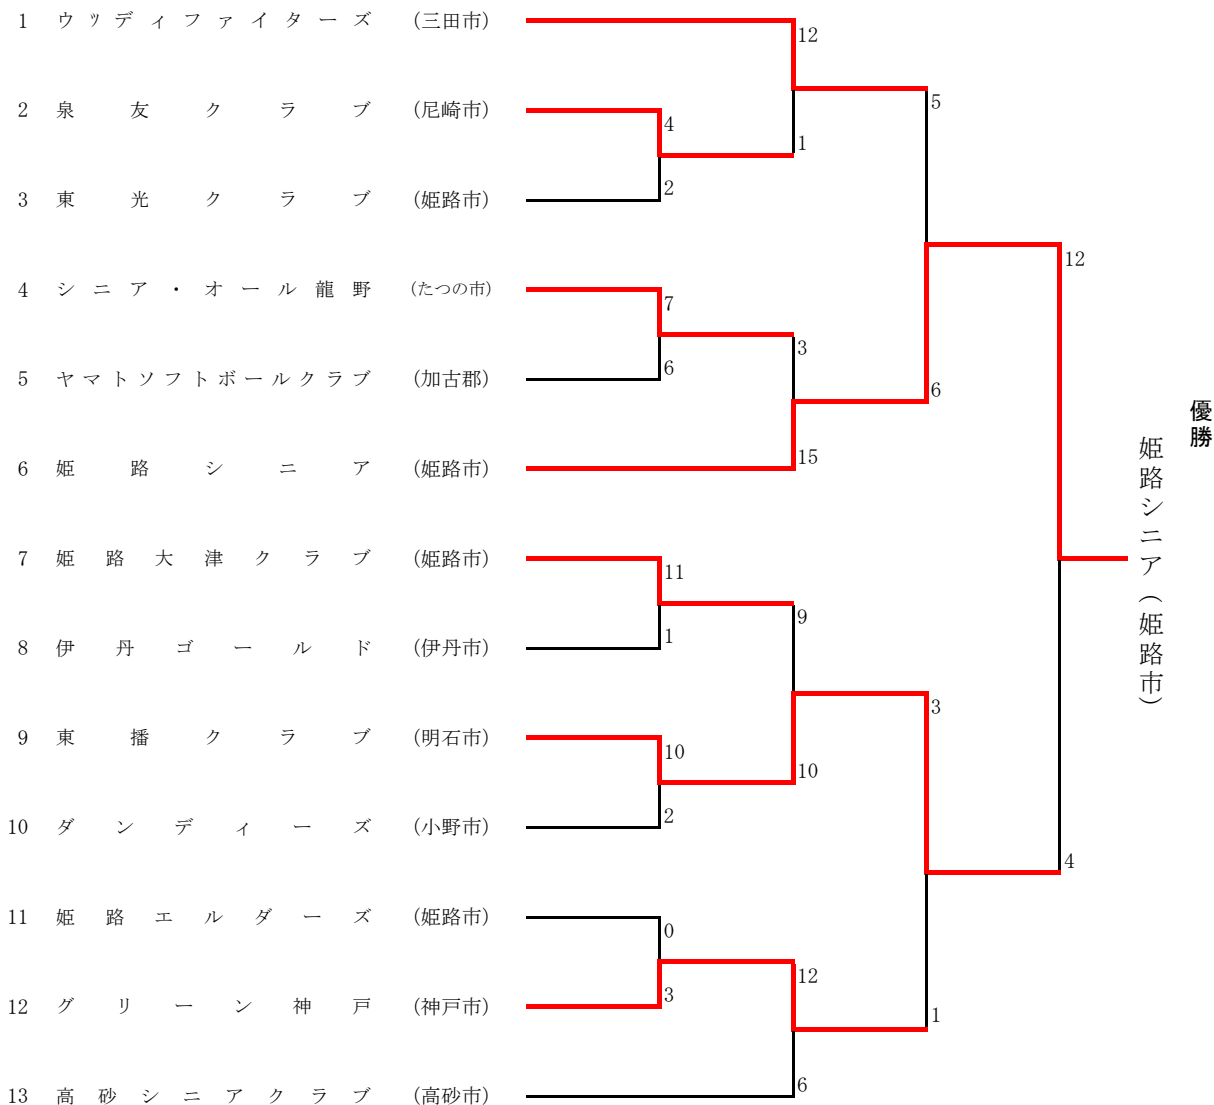 1 ウッディファイターズ (三田市)
12
5
2 泉友クラブ (尼崎市)
4
1
2
3 東光クラブ (姫路市)
12
4 シニア・オール龍野 (たつの市)
7
3
6
5 ヤマトソフトボールクラブ (加古郡)
6
15
6 姫路シニア (姫路市)
優勝
姫路シニア(姫路市)
7 姫路大津クラブ (姫路市)
11
9
1
8 伊丹ゴールド (伊丹市)
3
9 東播クラブ (明石市)
10
10
2
10 ダンディーズ (小野市)
4
11 姫路エルダーズ (姫路市)
0
12
3
12 グリーン神戸 (神戸市)
1
6
13 高砂シニアクラブ (高砂市)